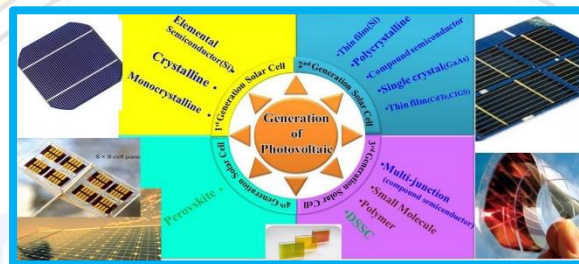 Elemental
Semiconductor(Si)•
Crystalline •
Monocrystalline •
1st Generation Solar Cell
•Thin film(Si)
•Polycrystalline
•Compound semiconductor
•Single crystal(GaAs)
•Thin film(CdTe,CIGS)
2nd Generation Solar Cell
Generation
of
Photovoltaic
4th Generation Solar Cell
Perovskite •
3rd Generation Solar Cell
•Multi-junction
(compound semiconductor)
•Small Molecule
•Polymer
•DSSC